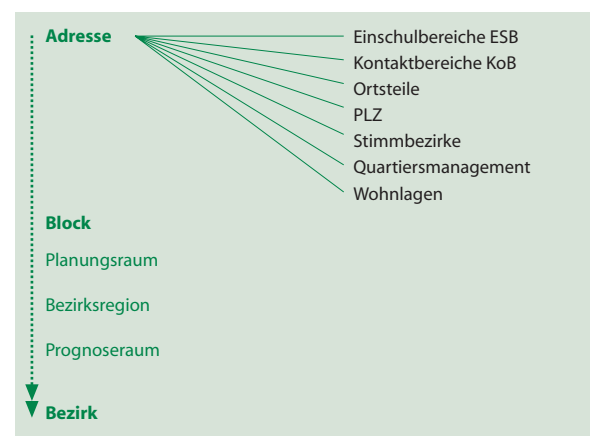 Adresse
Einschulbereiche ESB
Kontaktbereiche KoB
Ortsteile
PLZ
Stimmbezirke
Quartiersmanagement
Wohnlagen
Block
Planungsraum
Bezirksregion
Prognoseraum
Bezirk